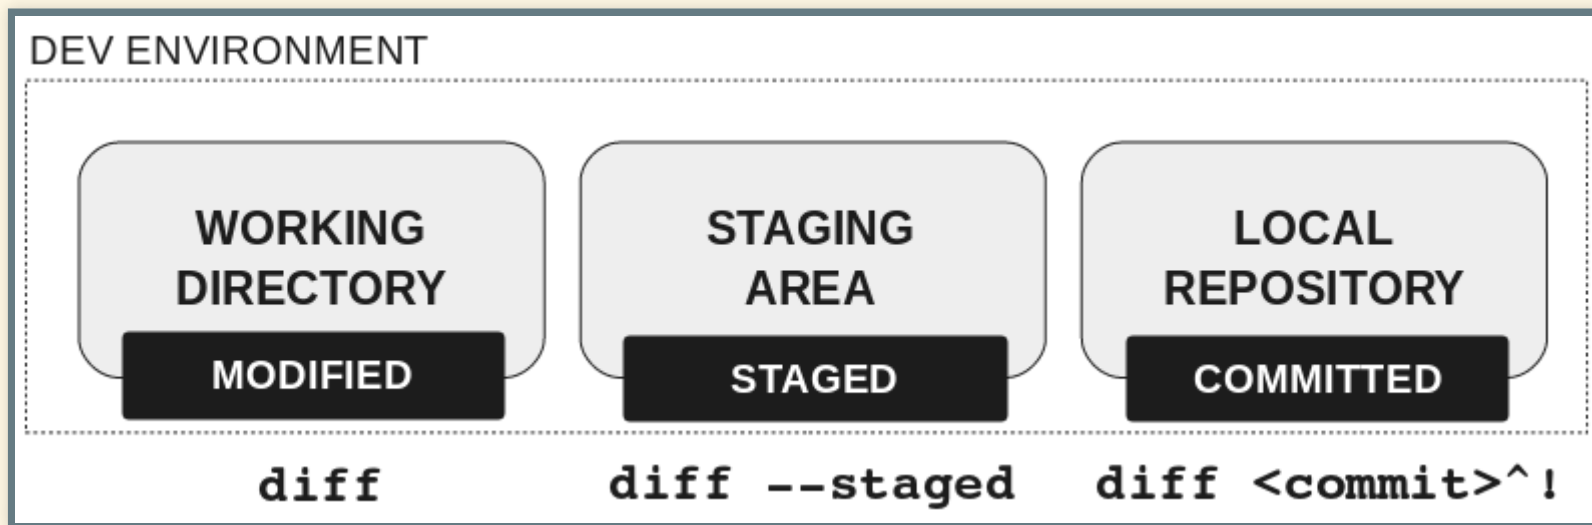 DEV ENVIRONMENT
WORKING
DIRECTORY
MODIFIED
STAGING
AREA
STAGED
LOCAL
REPOSITORY
COMMITTED
diff
diff --staged
diff <commit>^!